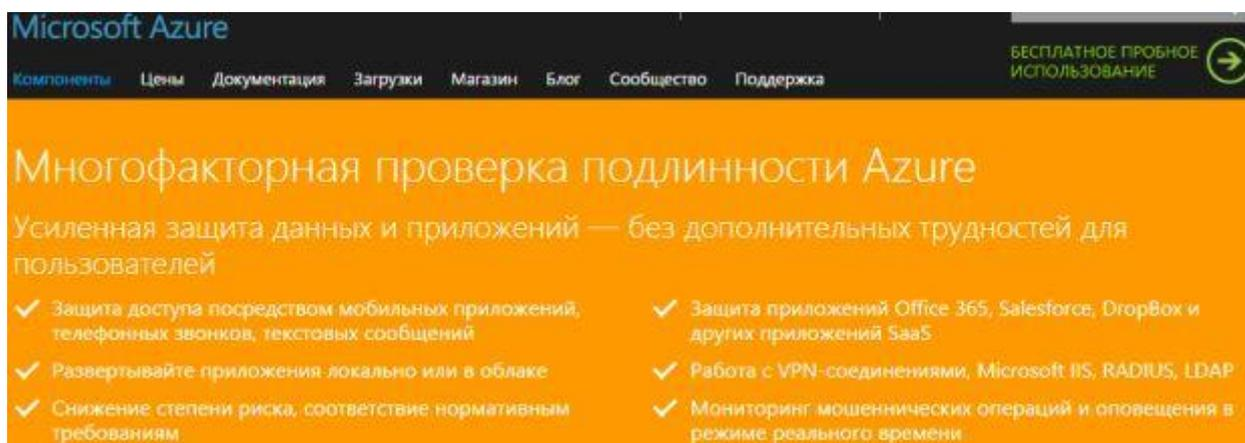 Microsoft Azure
БЕСПЛАТНОЕ ПРОБНОЕ
ИСПОЛЬЗОВАНИЕ
Компоненты Цены Документация Загрузки Магазин Блог Сообщество Поддержка
Многофакторная проверка подлинности Azure
Усиленная защита данных и приложений — без дополнительных трудностей для
пользователей
Защита доступа посредством мобильных приложений,
телефонных звонков, текстовых сообщений
Развертывайте приложения локально или в облаке
Снижение степени риска, соответствие нормативным
требованиям
Защита приложений Office 365, Salesforce, DropBox и
других приложений SaaS
Работа с VPN-соединениями, Microsoft IIS, RADIUS, LDAP
Мониторинг мошеннических операций и оповещения в
режиме реального времени